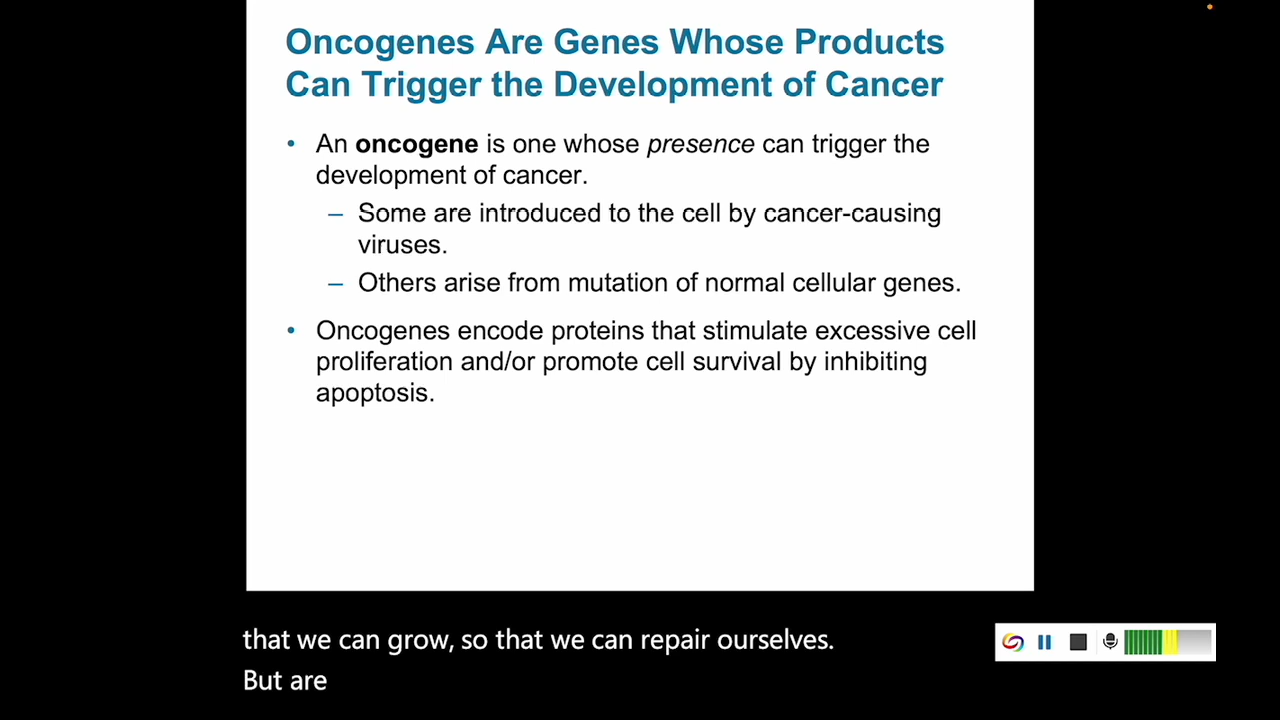 Oncogenes Are Genes Whose Products
Can Trigger the Development of Cancer
• An oncogene is one whose presence can trigger the
development of cancer.
– Some are introduced to the cell by cancer-causing
viruses.
– Others arise from mutation of normal cellular genes.
• Oncogenes encode proteins that stimulate excessive cell
proliferation and/or promote cell survival by inhibiting
apoptosis.
that we can grow, so that we can repair ourselves.
But are